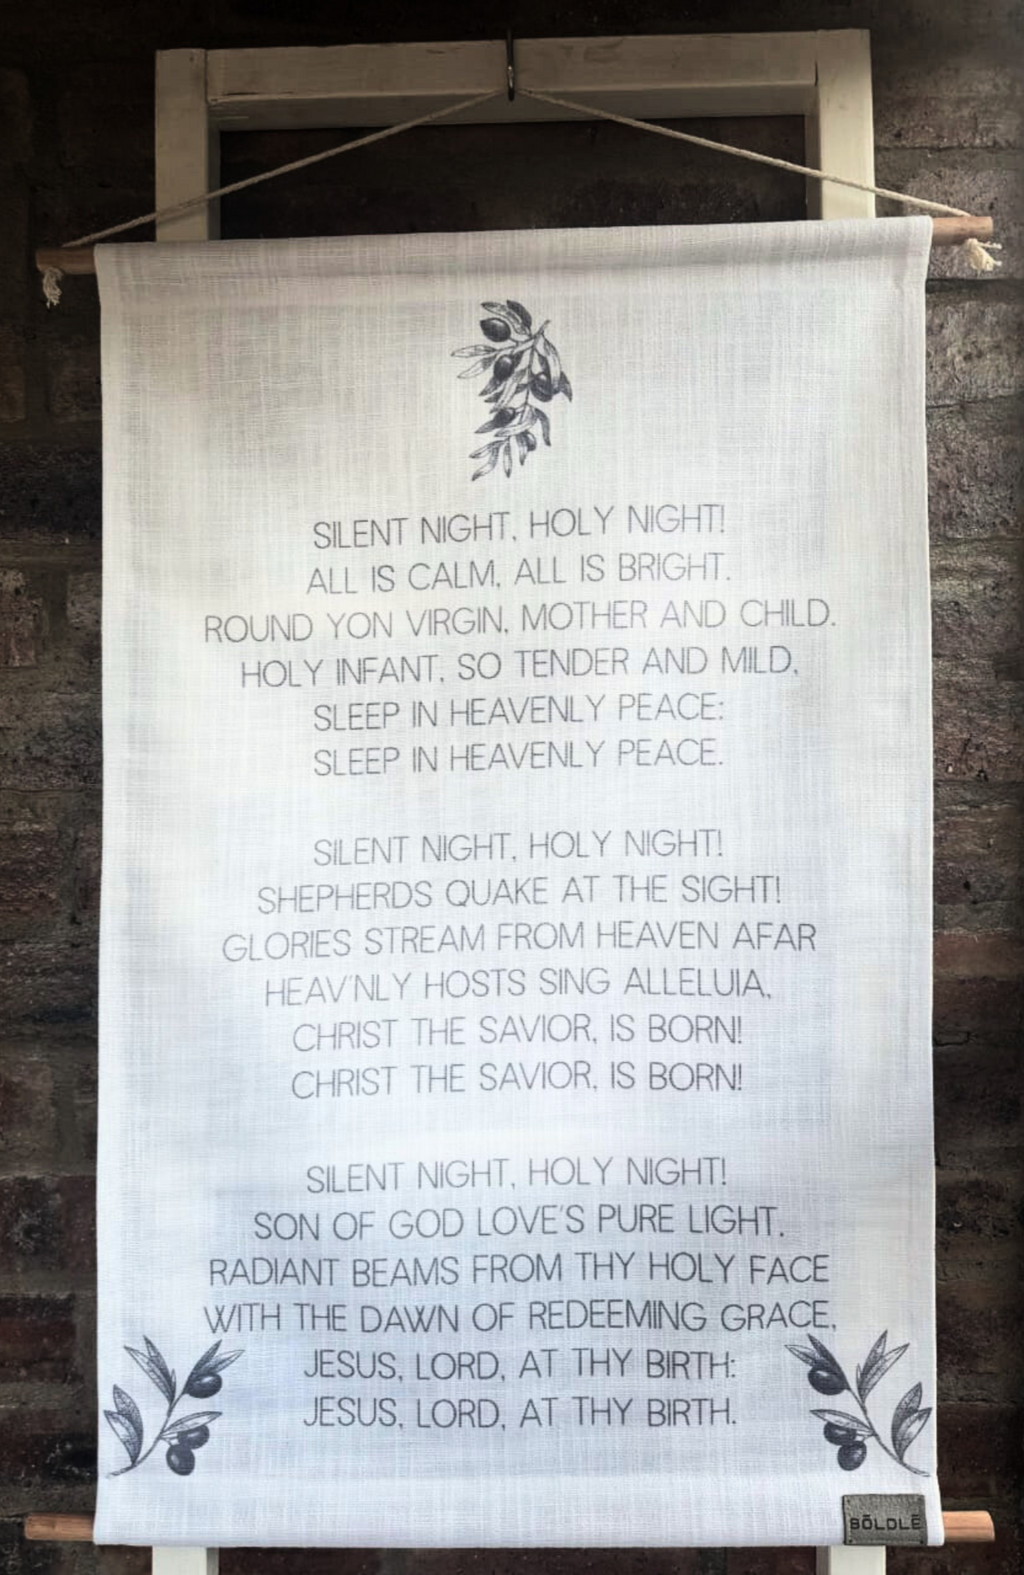 SILENT NIGHT, HOLY NIGHT!
ALL IS CALM, ALL IS BRIGHT.
ROUND YON VIRGIN, MOTHER AND CHILD.
HOLY INFANT, SO TENDER AND MILD,
SLEEP IN HEAVENLY PEACE;
SLEEP IN HEAVENLY PEACE.
SILENT NIGHT, HOLY NIGHT!
SHEPHERDS QUAKE AT THE SIGHT!
GLORIES STREAM FROM HEAVEN AFAR
HEAV'NLY HOSTS SING ALLELUIA,
CHRIST THE SAVIOR, IS BORN!
CHRIST THE SAVIOR, IS BORN!
SILENT NIGHT, HOLY NIGHT!
SON OF GOD LOVE'S PURE LIGHT.
RADIANT BEAMS FROM THY HOLY FACE
WITH THE DAWN OF REDEEMING GRACE,
JESUS, LORD, AT THY BIRTH;
JESUS, LORD, AT THY BIRTH.
BŌLDLĒ